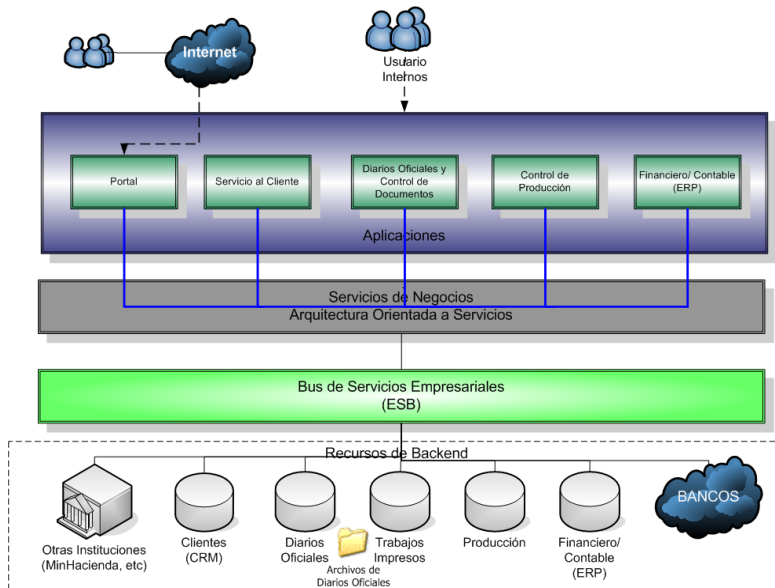 Internet
Usuario
Internos
Portal
Servicio al Cliente
Diarios Oficiales y
Control de
Documentos
Control de
Producción
Financiero/ Contable
(ERP)
Aplicaciones
Servicios de Negocios
Arquitectura Orientada a Servicios
Bus de Servicios Empresariales
(ESB)
Recursos de Backend
Otras Instituciones
(MinHacienda, etc)
Clientes
(CRM)
Diarios
Oficiales
Archivos de
Diarios Oficiales
Trabajos
Impresos
Producción
Financiero/
Contable
(ERP)
BANCOS